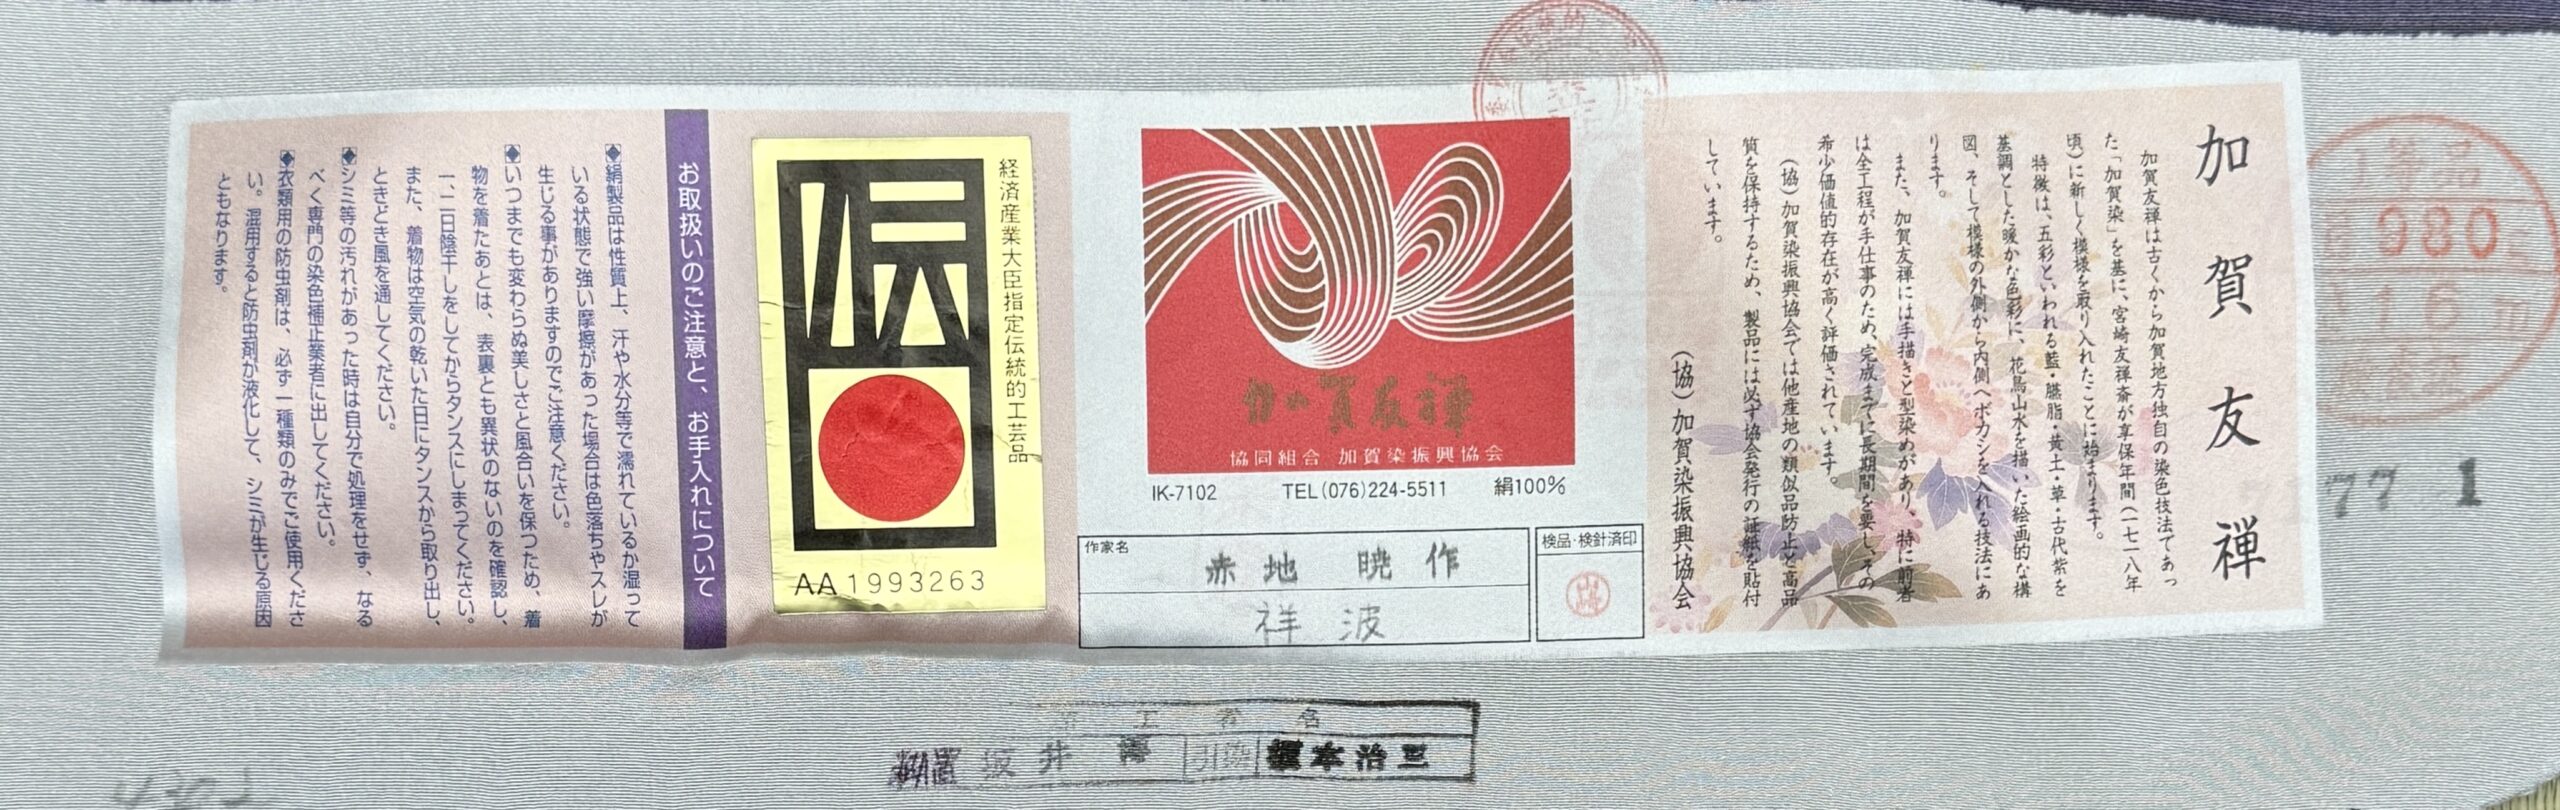 加賀友禅
加賀友禅は古くから加賀地方独自の染色技法であっ
た「加賀染」を基に、宮崎友禅斎が享保年間(一七一八年
頃)に新しく模様を取り入れたことに始まります。
特徴は、五彩といわれる藍・臙脂・黄土・草・古代紫を
基調とした暖かな色彩に、花鳥山水を描いた絵画的な構
図、そして模様の外側から内側へボカシを入れる技法にあ
ります。
また、加賀友禅には手描きと型染めがあり、特に前者
は全工程が手仕事のため、完成までに長期間を要し、その
希少価値的存在が高く評価されています。
(協)加賀染振興協会では他産地の類似品防止と高品
質を保持するため、製品には必ず協会発行の証紙を貼付
しています。
(協)加賀染振興協会
加賀友禅
協同組合 加賀染振興協会
IK-7102 TEL(076)224-5511 絹100%
作家名
赤地 暁 作
祥波
検品・検針済印
経済産業大臣指定伝統的工芸品
伝
AA1993263
お取扱いのご注意と、お手入れについて
◆絹製品は性質上、汗や水分等で濡れているか湿って
いる状態で強い摩擦があった場合は色落ちやスレが
生じる事がありますのでご注意ください。
◆いつまでも変わらぬ美しさと風合いを保つため、着
物を着たあとは、表裏とも異状のないのを確認し、
一、二日陰干しをしてからタンスにしまってください。
また、着物は空気の乾いた日にタンスから取り出し、
ときどき風を通してください。
◆シミ等の汚れがあった時は自分で処理をせず、なる
べく専門の染色補正業者に出してください。
◆衣類用の防虫剤は、必ず一種類のみでご使用くださ
い。混用すると防虫剤が液化して、シミが生じる原因
ともなります。
980
16
77 1
工者名
糊置 坂井 引染